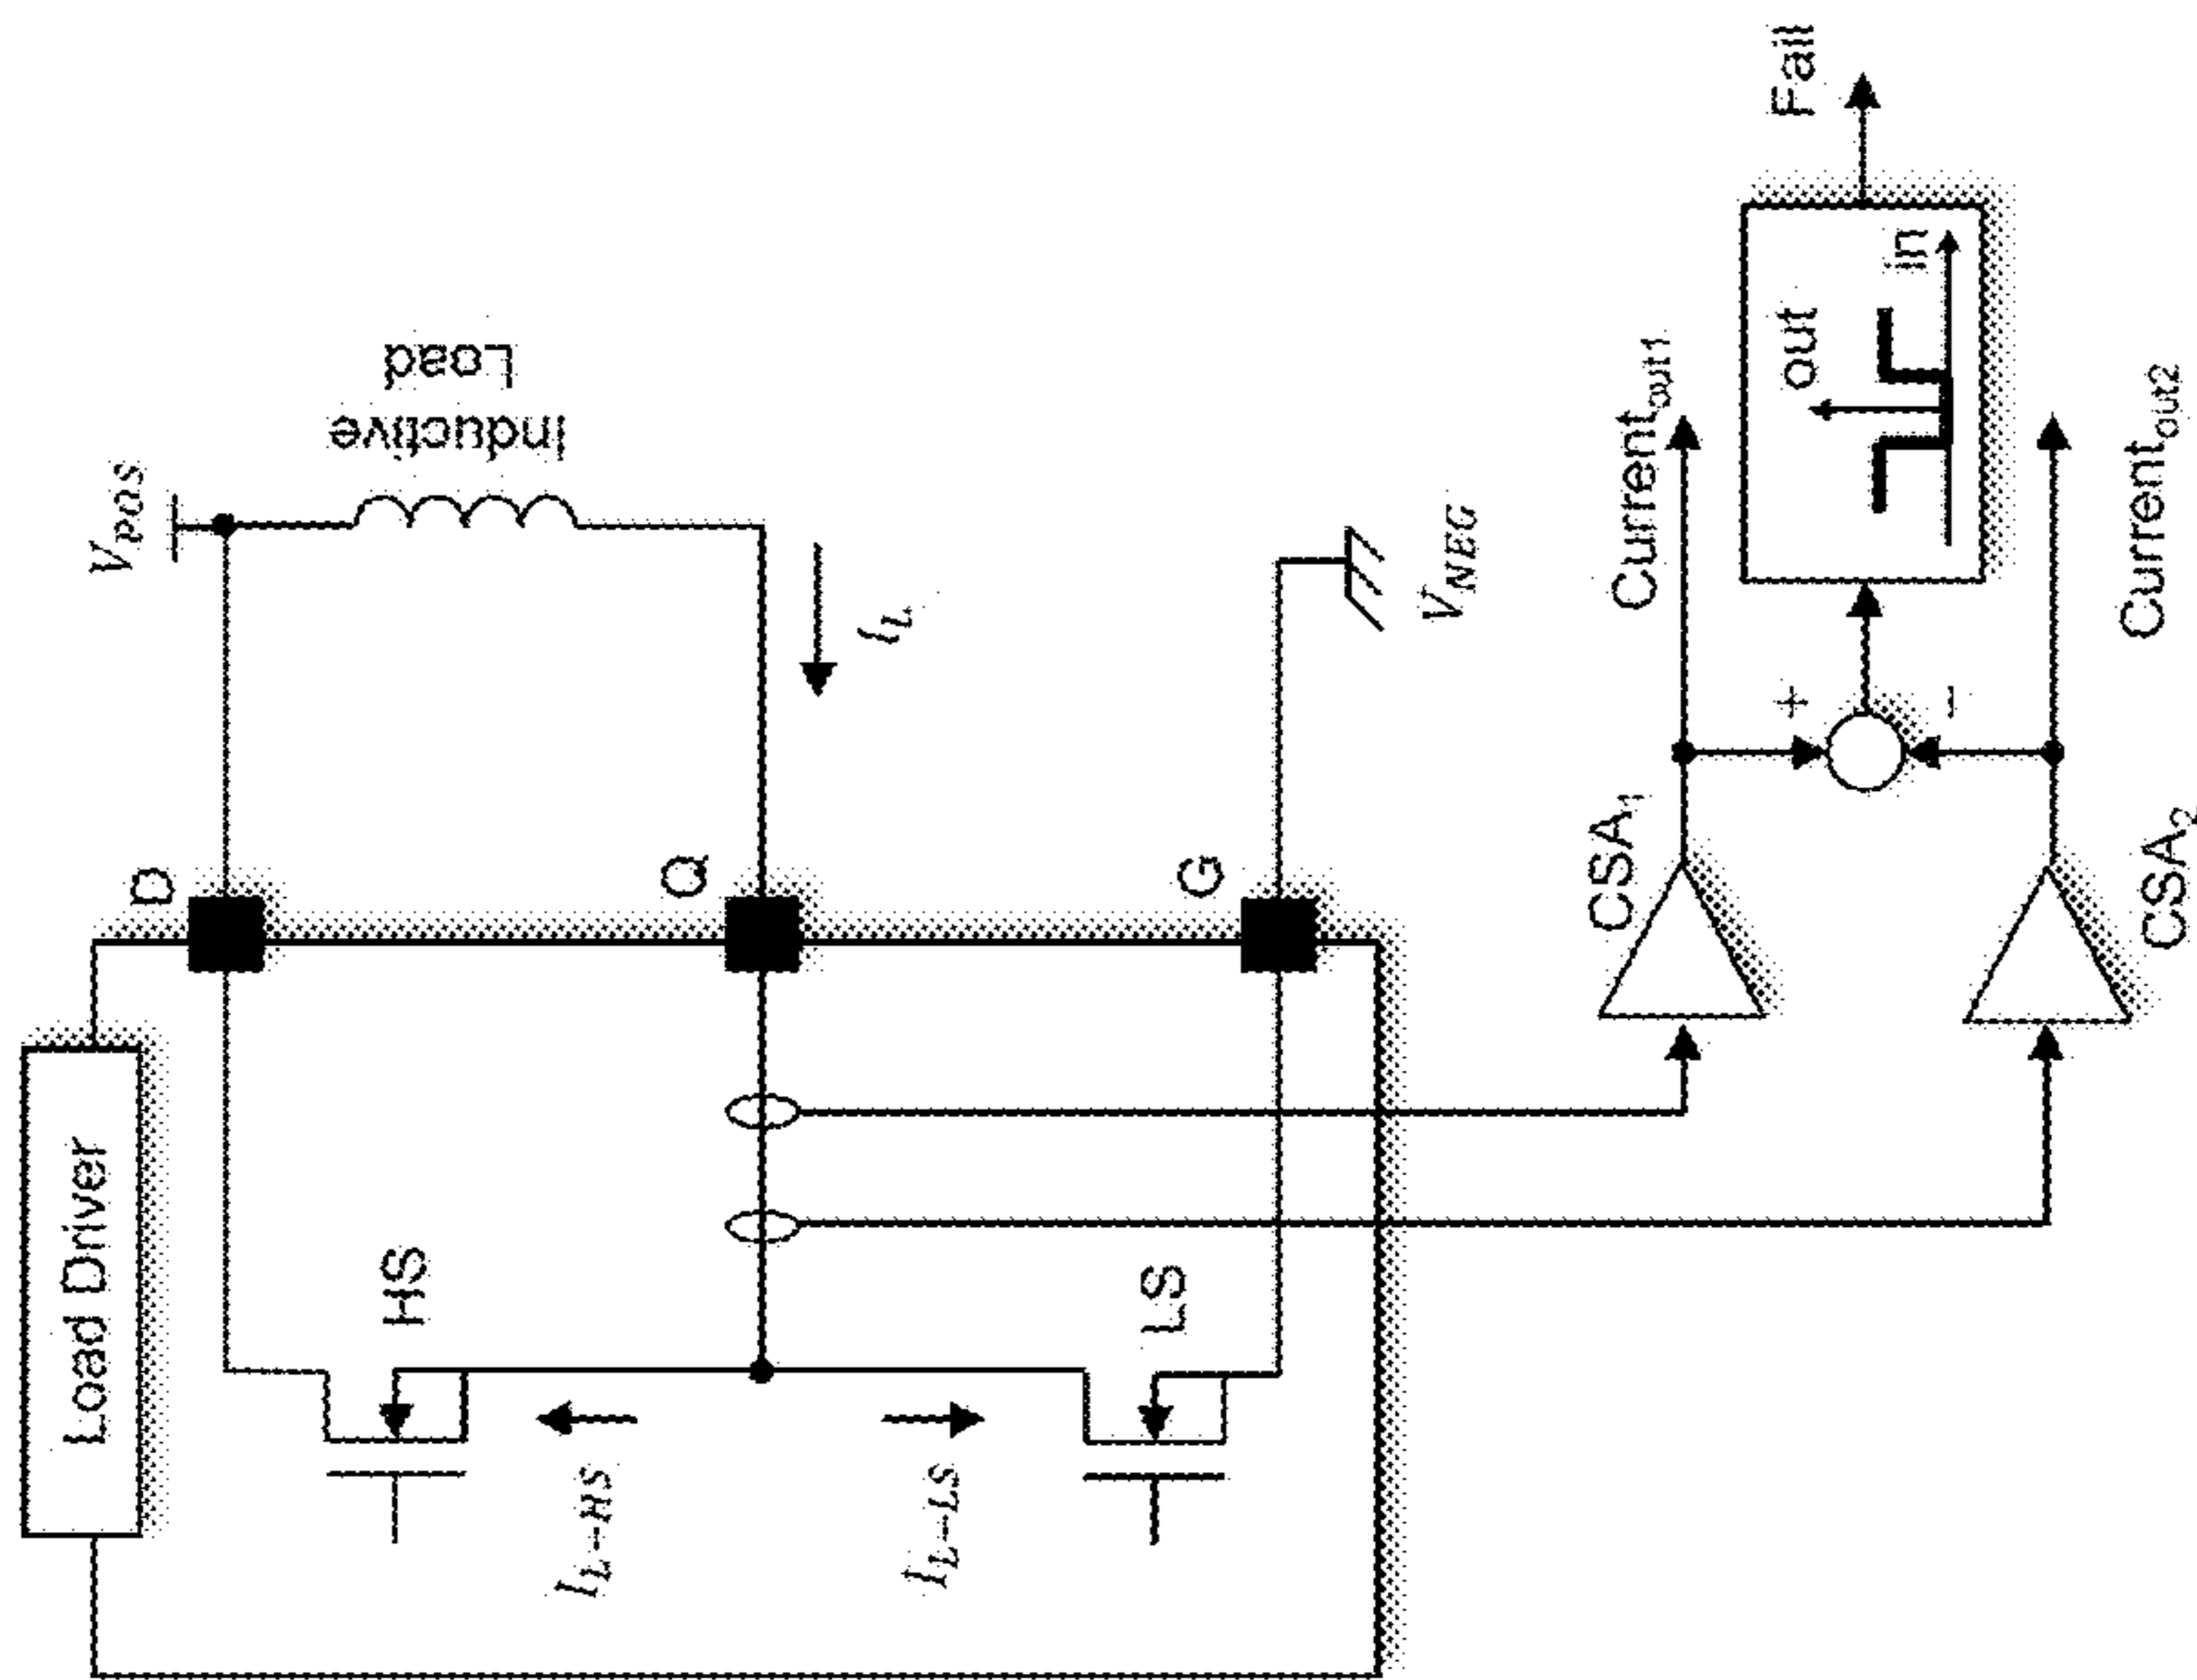 Load Driver
D
V_POS
Inductive
Load
HS
I_L-HS
Q
I_L
I_L-LS
LS
G
V_NEG
CSA_1
Current_out1
+
-
out
in
Fail
CSA_2
Current_out2